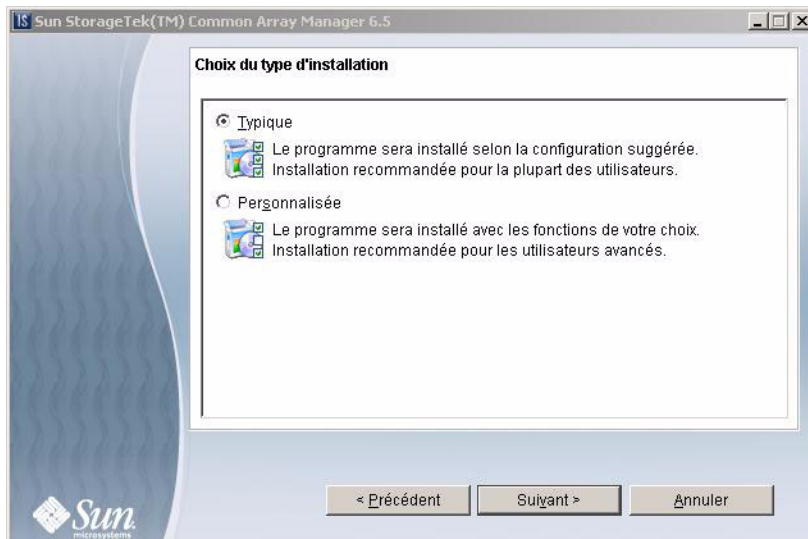 Sun StorageTek(TM) Common Array Manager 6.5
Choix du type d'installation
Typique
Le programme sera installé selon la configuration suggérée.
Installation recommandée pour la plupart des utilisateurs.
Personnalisée
Le programme sera installé avec les fonctions de votre choix.
Installation recommandée pour les utilisateurs avancés.
< Précédent
Suivant >
Annuler
Sun
microsystems